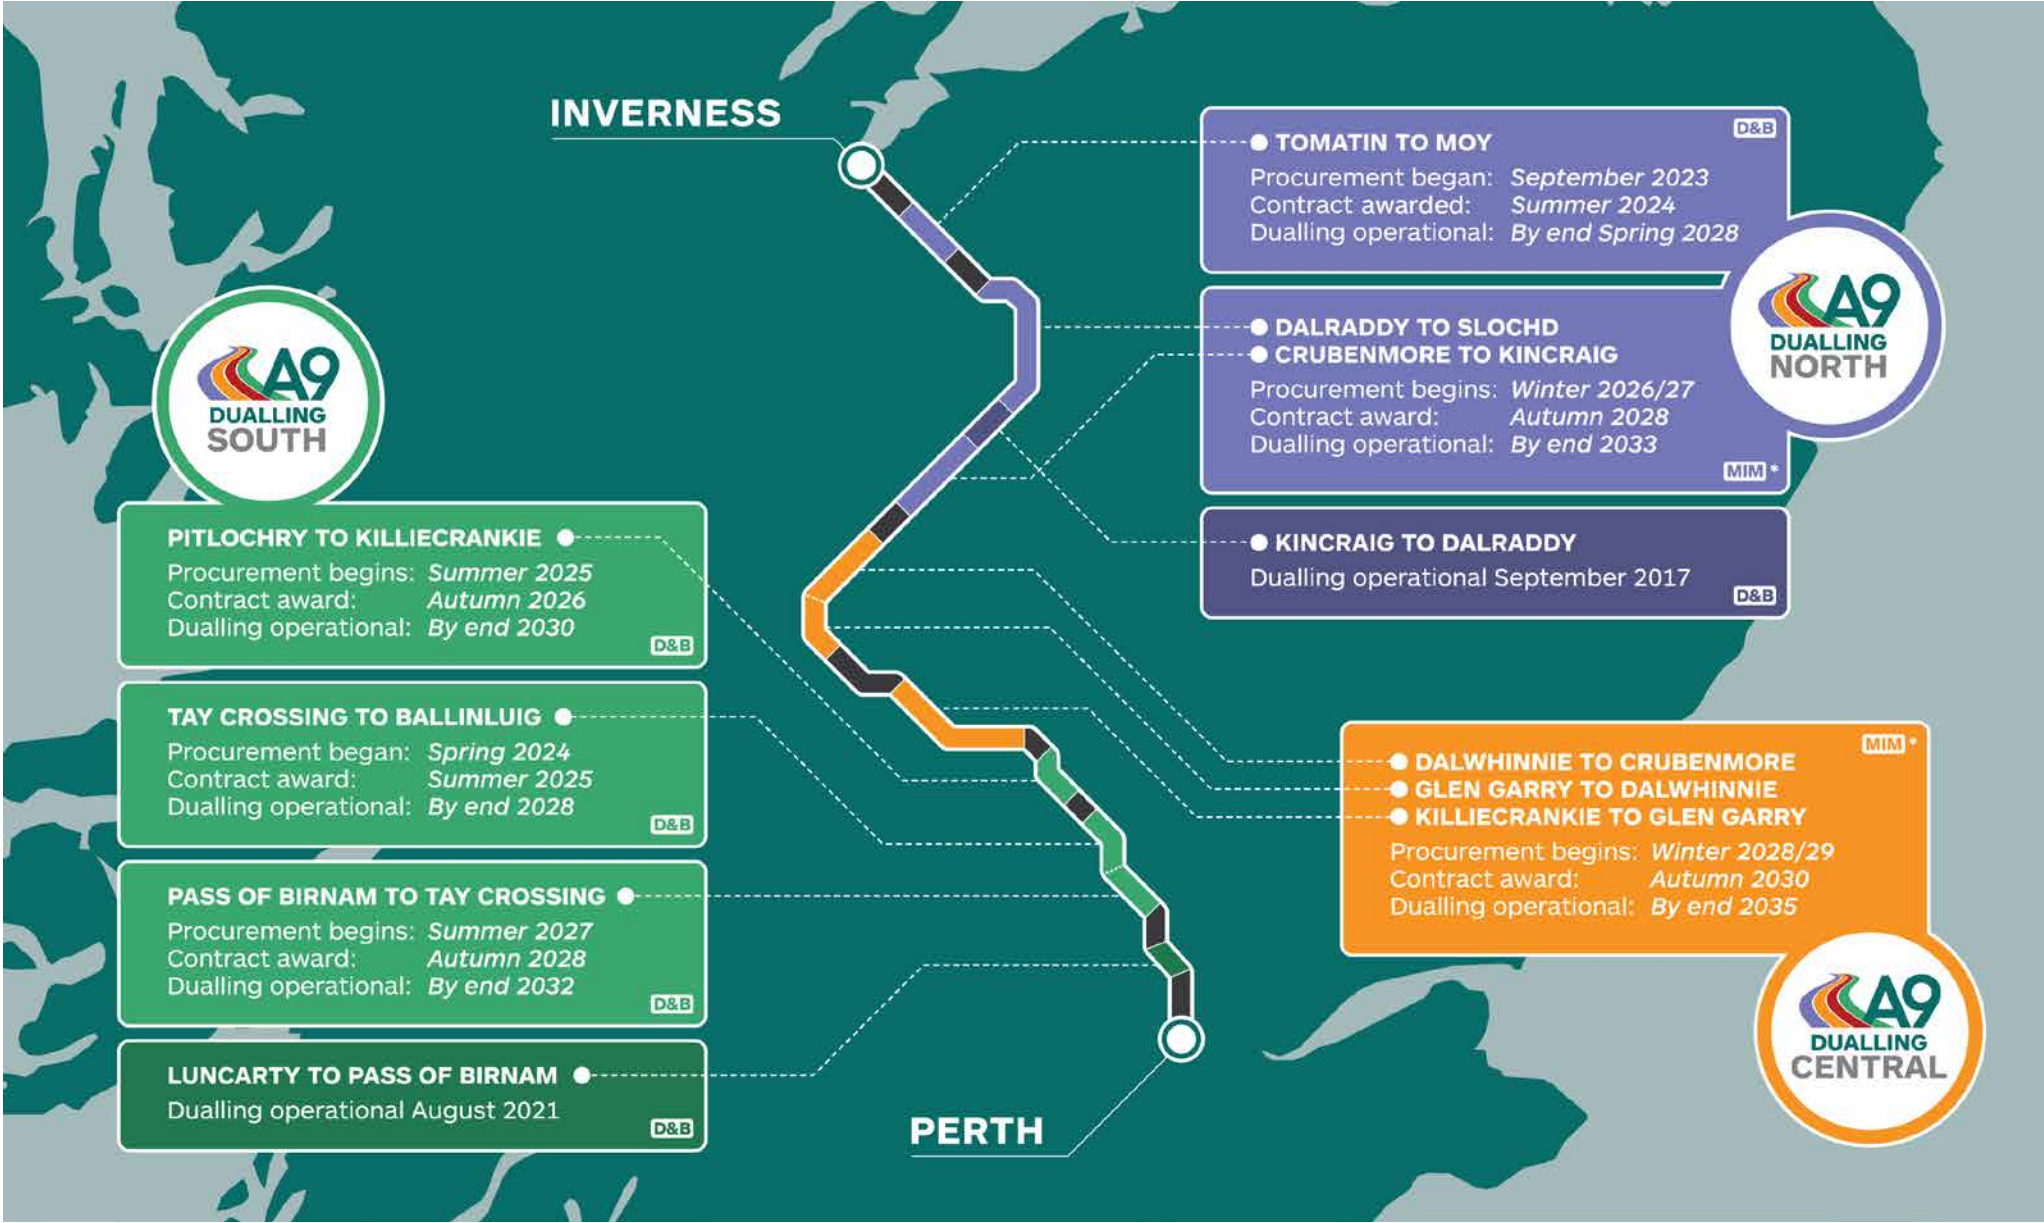 INVERNESS
D&B
TOMATIN TO MOY
Procurement began: September 2023
Contract awarded: Summer 2024
Dualling operational: By end Spring 2028
A9
DUALLING
NORTH
DALRADDY TO SLOCHD
CRUBENMORE TO KINCRAIG
Procurement begins: Winter 2026/27
Contract award: Autumn 2028
Dualling operational: By end 2033
MIM *
KINCRAIG TO DALRADDY
Dualling operational September 2017
D&B
A9
DUALLING
SOUTH
PITLOCHRY TO KILLIECRANKIE
Procurement begins: Summer 2025
Contract award: Autumn 2026
Dualling operational: By end 2030
D&B
TAY CROSSING TO BALLINLUIG
Procurement began: Spring 2024
Contract award: Summer 2025
Dualling operational: By end 2028
D&B
PASS OF BIRNAM TO TAY CROSSING
Procurement begins: Summer 2027
Contract award: Autumn 2028
Dualling operational: By end 2032
D&B
LUNCARTY TO PASS OF BIRNAM
Dualling operational August 2021
D&B
MIM *
DALWHINNIE TO CRUBENMORE
GLEN GARRY TO DALWHINNIE
KILLIECRANKIE TO GLEN GARRY
Procurement begins: Winter 2028/29
Contract award: Autumn 2030
Dualling operational: By end 2035
A9
DUALLING
CENTRAL
PERTH